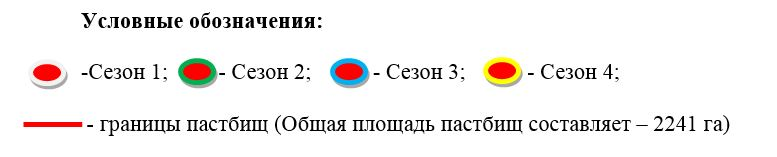 Условные обозначения:
-Сезон 1; - Сезон 2; - Сезон 3; - Сезон 4;
- границы пастбищ (Общая площадь пастбищ составляет – 2241 га)